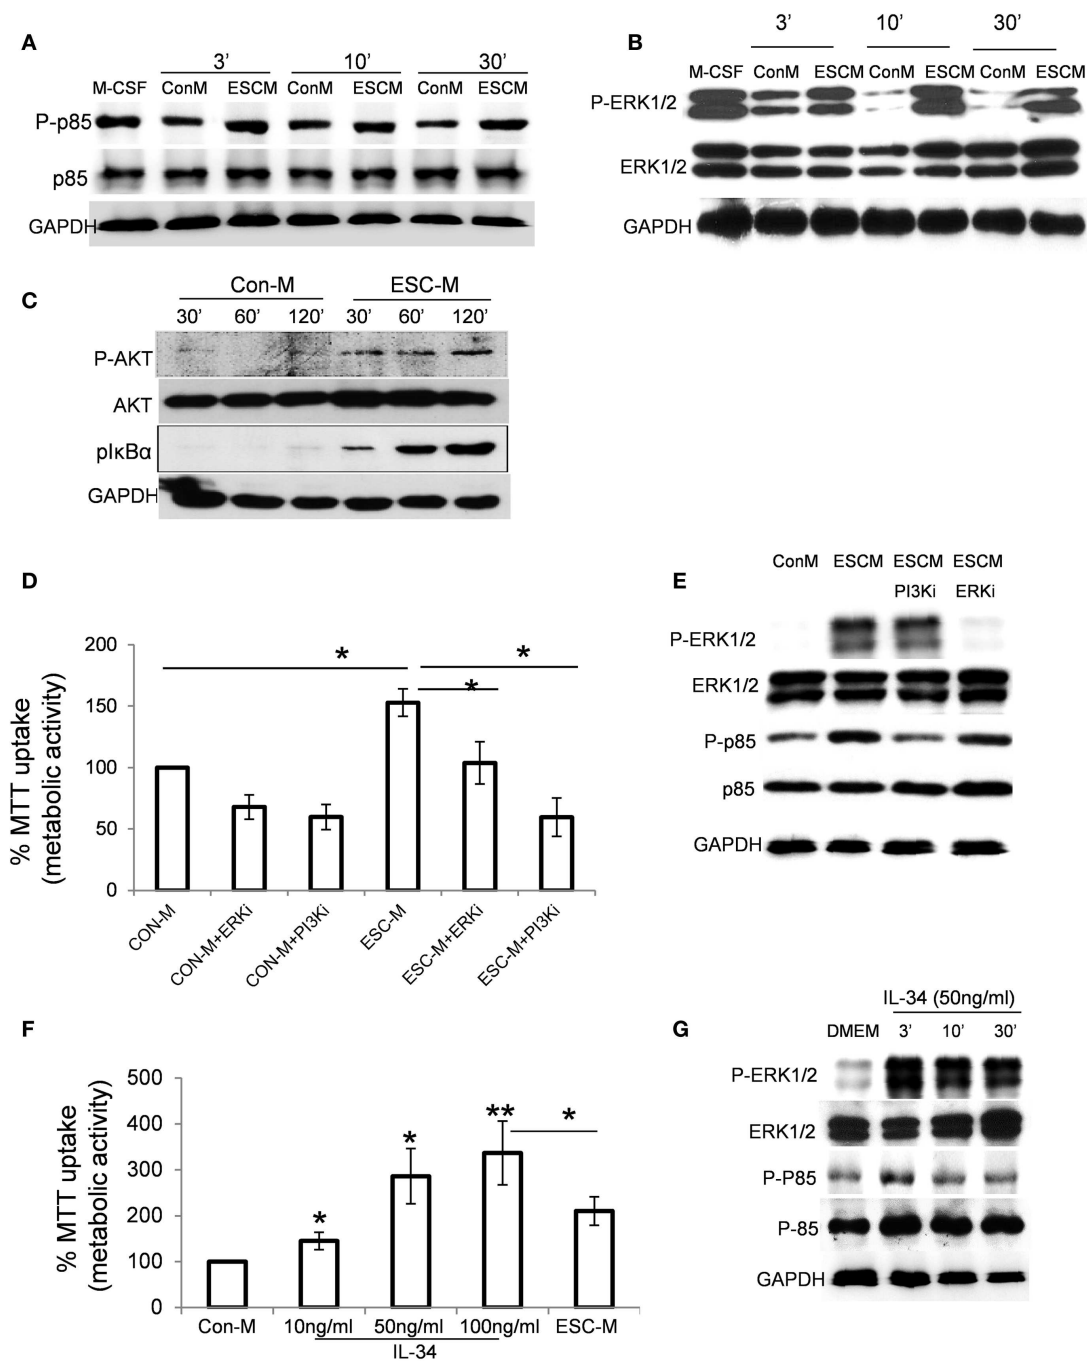 A
3’ 10’ 30’
M-CSF ConM ESCM ConM ESCM ConM ESCM
P-p85
p85
GAPDH
B
3’ 10’ 30’
M-CSF ConM ESCM ConM ESCM ConM ESCM
P-ERK1/2
ERK1/2
GAPDH
C
Con-M ESC-M
30’ 60’ 120’ 30’ 60’ 120’
P-AKT
AKT
pIκBα
GAPDH
D
% MTT uptake
(metabolic activity)
200
150
100
50
0
* * *
CON-M CON-M+ERKi CON-M+PI3Ki ESC-M ESC-M+ERKi ESC-M+PI3Ki
E
ConM ESCM ESCM ESCM
PI3Ki ERKi
P-ERK1/2
ERK1/2
P-p85
p85
GAPDH
F
% MTT uptake
(metabolic activity)
500
400
300
200
100
0
* * ** *
Con-M 10ng/ml 50ng/ml 100ng/ml ESC-M
IL-34
G
IL-34 (50ng/ml)
DMEM 3’ 10’ 30’
P-ERK1/2
ERK1/2
P-P85
P-85
GAPDH